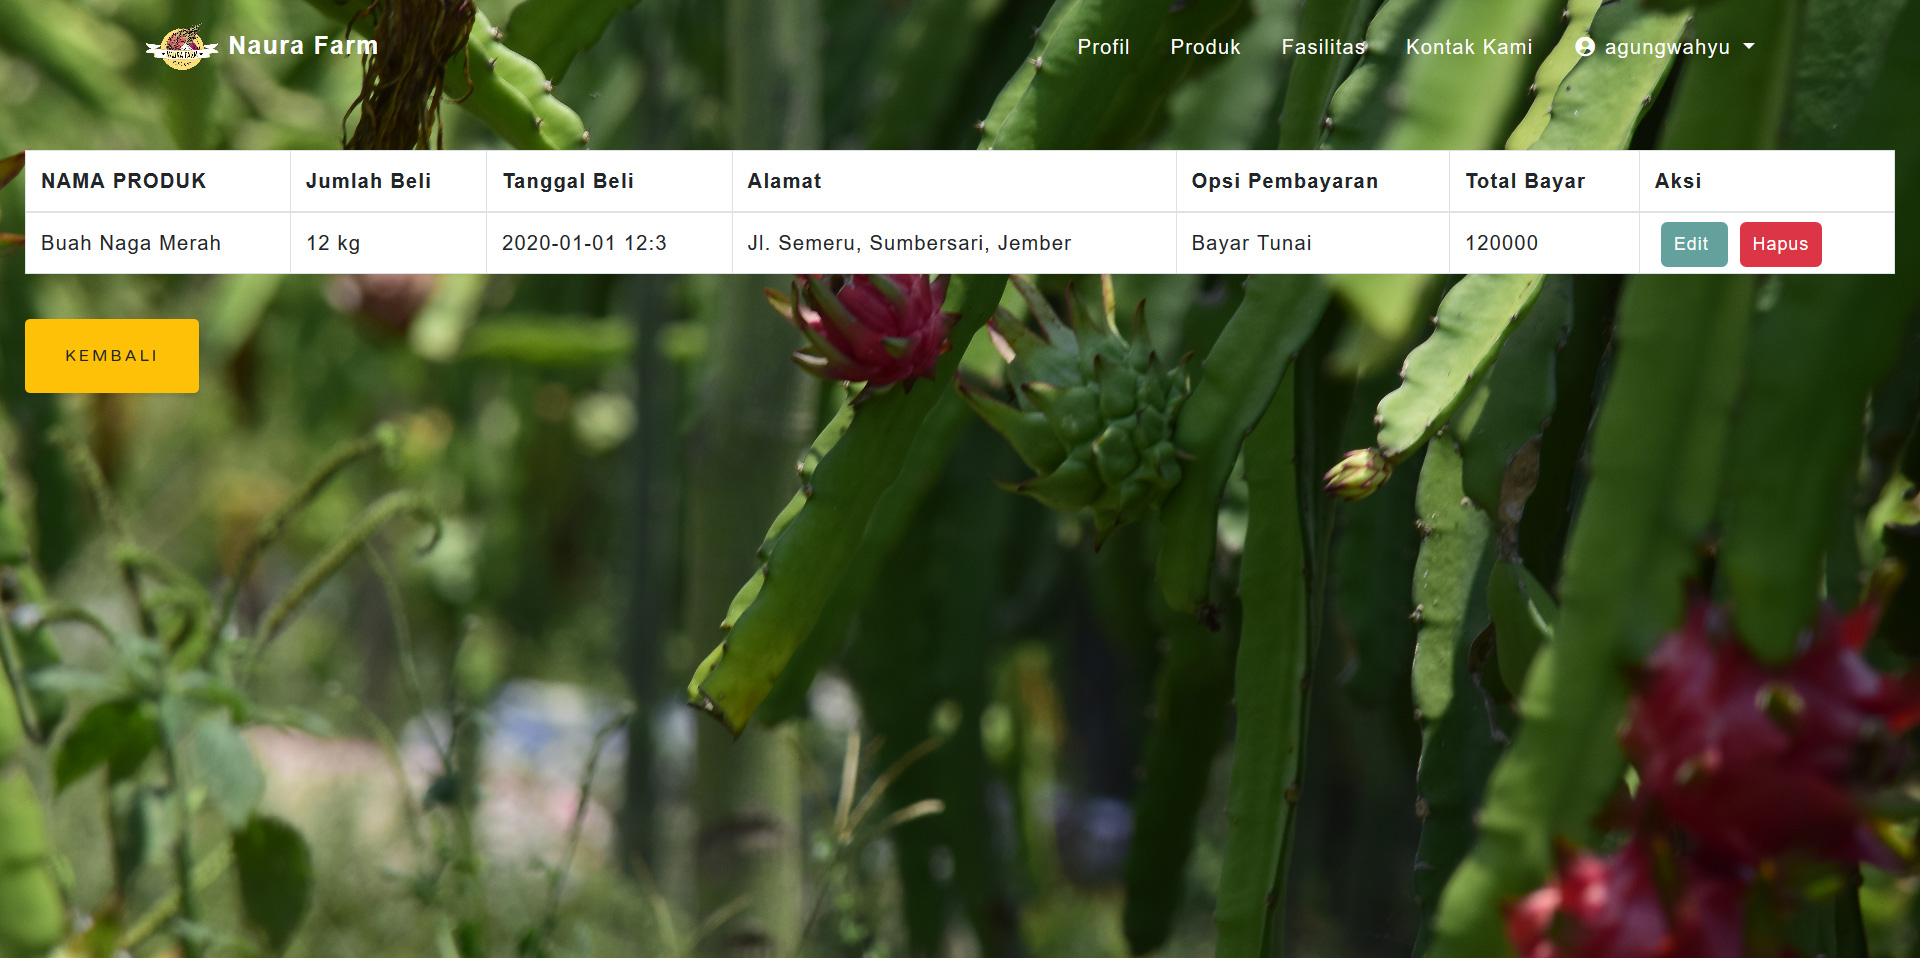 Naura Farm
Profil Produk Fasilitas Kontak Kami agungwahyu
NAMA PRODUK Jumlah Beli Tanggal Beli Alamat Opsi Pembayaran Total Bayar Aksi
Buah Naga Merah 12 kg 2020-01-01 12:3 Jl. Semeru, Sumbersari, Jember Bayar Tunai 120000 Edit Hapus
KEMBALI